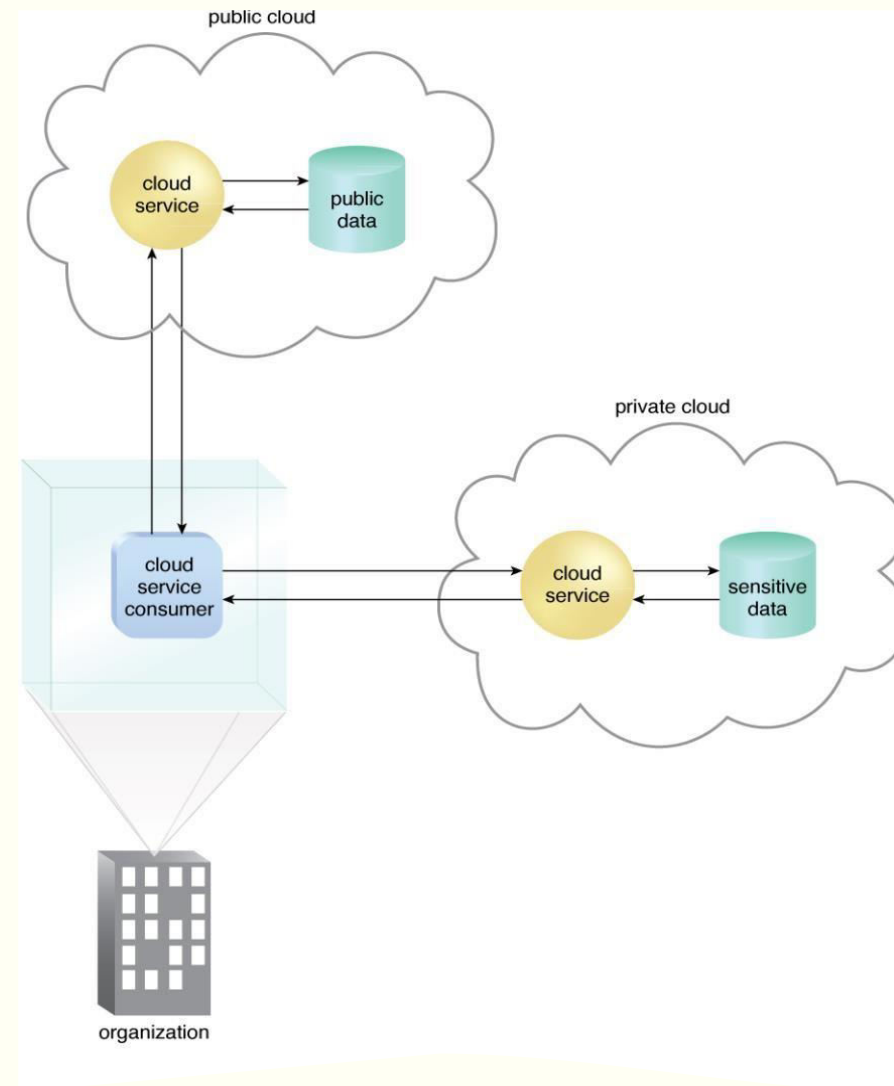 public cloud
cloud
service
public
data
private cloud
cloud
service
consumer
cloud
service
sensitive
data
organization